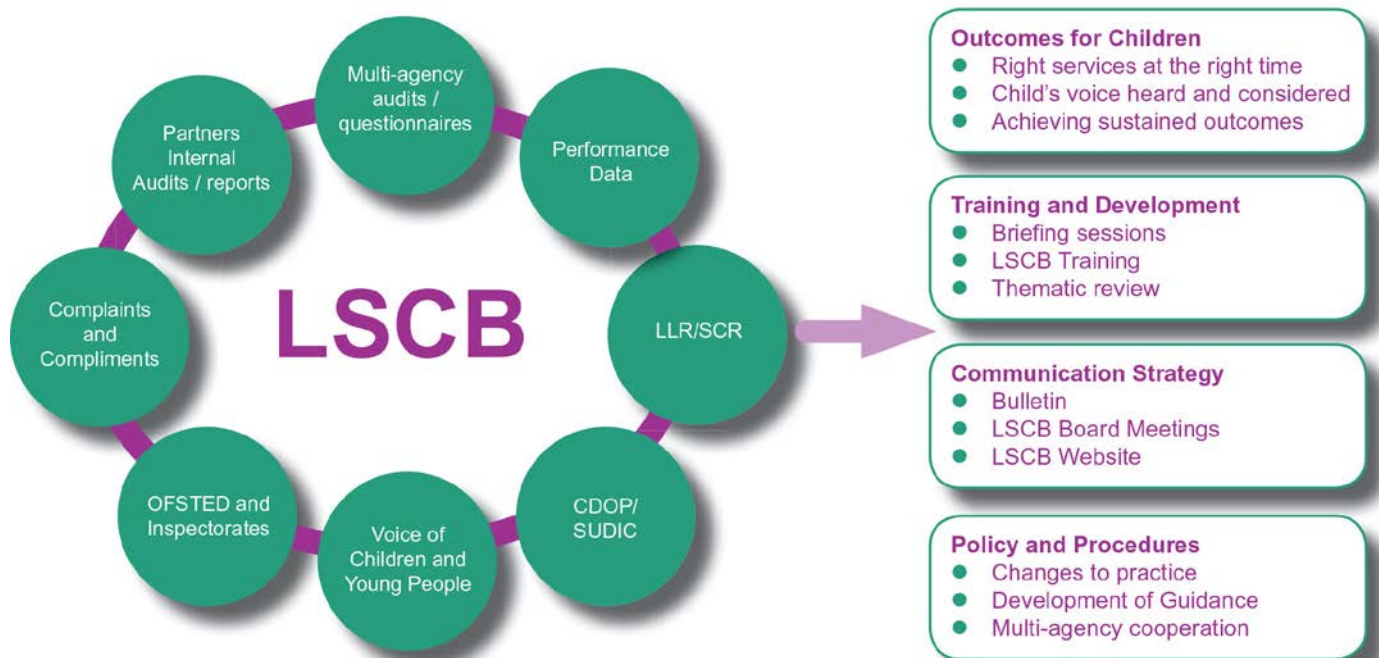 Multi-agency
audits /
questionnaires
Partners
Internal
Audits / reports
Performance
Data
Complaints
and
Compliments
LSCB
LLR/SCR
OFSTED and
Inspectorates
Voice of
Children and
Young People
CDOP/
SUDIC
Outcomes for Children
● Right services at the right time
● Child's voice heard and considered
● Achieving sustained outcomes
Training and Development
● Briefing sessions
● LSCB Training
● Thematic review
Communication Strategy
● Bulletin
● LSCB Board Meetings
● LSCB Website
Policy and Procedures
● Changes to practice
● Development of Guidance
● Multi-agency cooperation